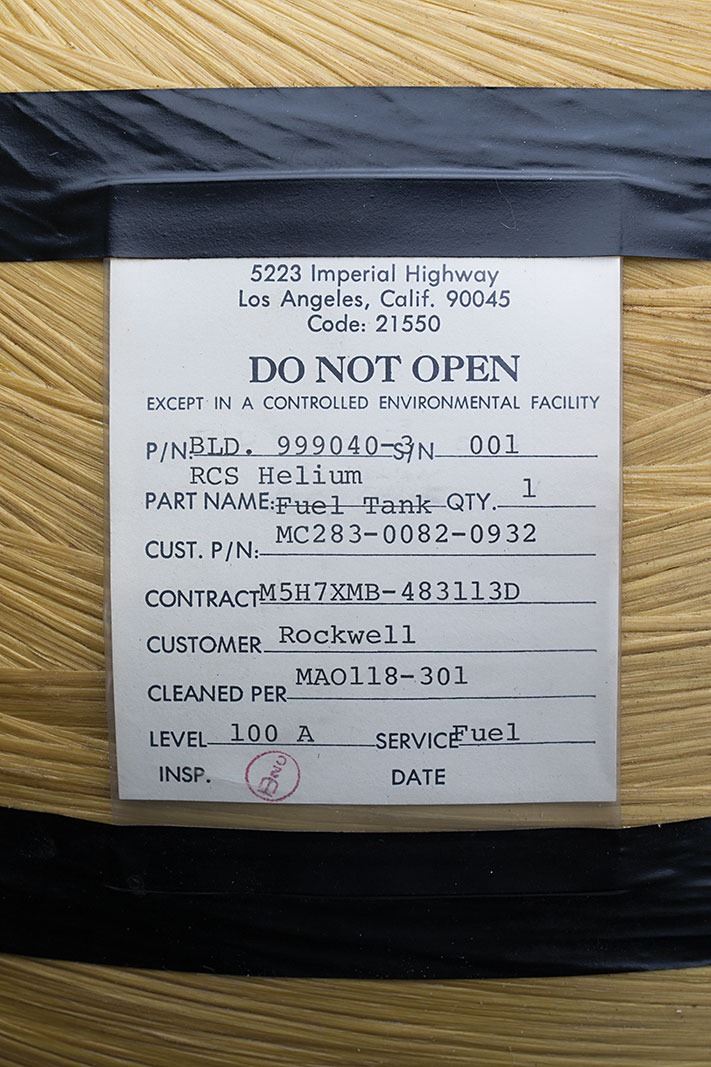 5223 Imperial Highway
Los Angeles, Calif. 90045
Code: 21550
DO NOT OPEN
EXCEPT IN A CONTROLLED ENVIRONMENTAL FACILITY
P/N BLD. 999040-3 S/N 001
RCS Helium
PART NAME: Fuel Tank QTY. 1
CUST. P/N: MC283-0082-0932
CONTRACT M5H7XMB-483113D
CUSTOMER Rockwell
CLEANED PER MAO118-301
LEVEL 100 A SERVICE Fuel
INSP. DATE